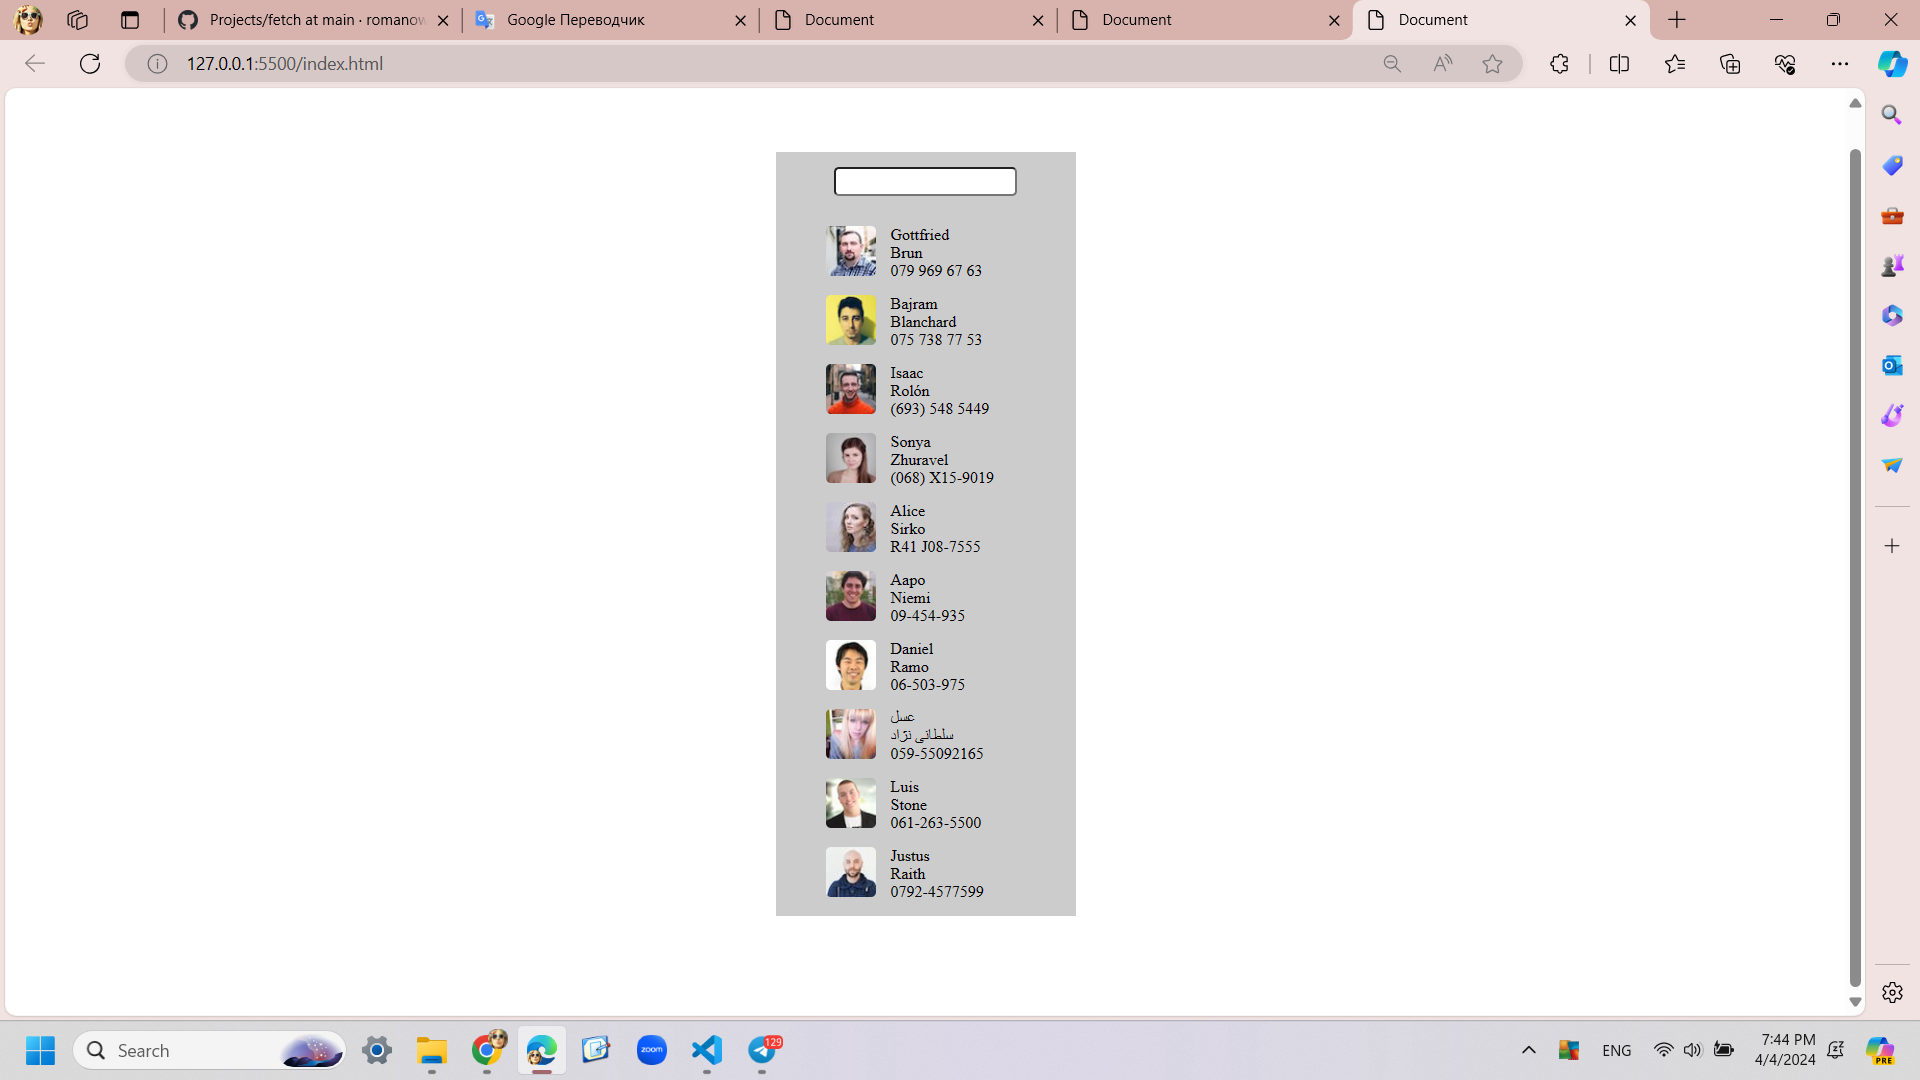 Projects/fetch at main · romanow
Google Переводчик
Document
Document
Document
127.0.0.1:5500/index.html
Gottfried
Brun
079 969 67 63
Bajram
Blanchard
075 738 77 53
Isaac
Rolón
(693) 548 5449
Sonya
Zhuravel
(068) X15-9019
Alice
Sirko
R41 J08-7555
Aapo
Niemi
09-454-935
Daniel
Ramo
06-503-975
عسل
سلطانی نژاد
059-55092165
Luis
Stone
061-263-5500
Justus
Raith
0792-4577599
Search
zoom
129
ENG
7:44 PM
4/4/2024
PRE